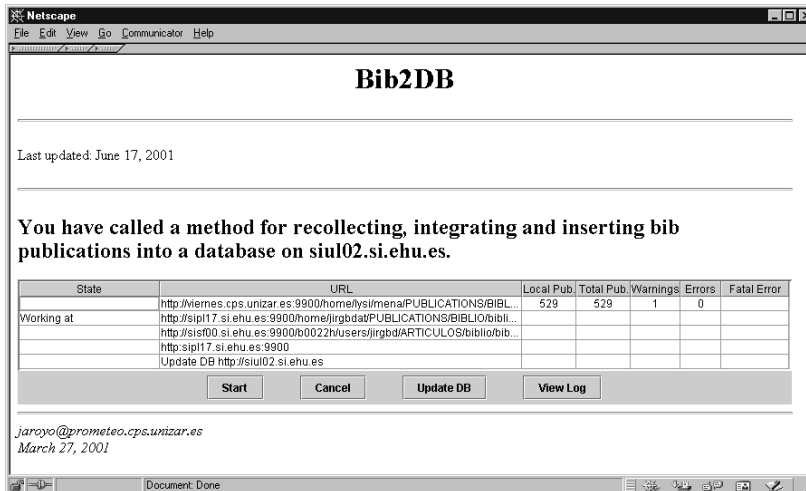 Netscape
File Edit View Go Communicator Help
Bib2DB
Last updated: June 17, 2001
You have called a method for recollecting, integrating and inserting bib
publications into a database on siul02.si.ehu.es.
State URL Local Pub. Total Pub. Warnings Errors Fatal Error
http://viernes.cps.unizar.es:9900/home/lysi/mena/PUBLICATIONS/BIBL... 529 529 1 0
Working at http://sipl17.si.ehu.es:9900/home/jirgbdat/PUBLICATIONS/BIBLIO/bibli...
http://sisf00.si.ehu.es:9900/b0022h/users/jirgbd/ARTICULOS/biblio/bib...
http:sipl17.si.ehu.es:9900
Update DB http://siul02.si.ehu.es
Start Cancel Update DB View Log
jaroyo@prometeo.cps.unizar.es
March 27, 2001
Document: Done